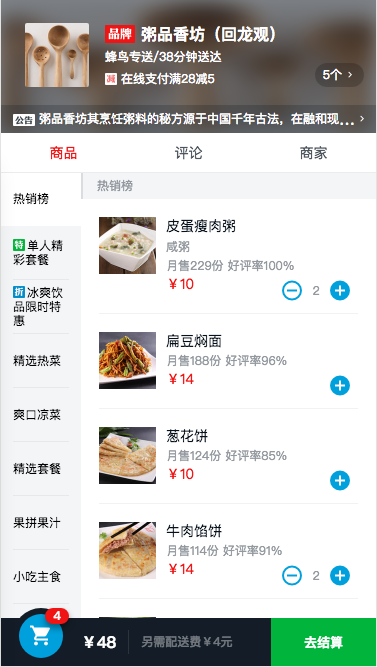 品牌 粥品香坊（回龙观）
蜂鸟专送/38分钟送达
减 在线支付满28减5
5个 >
公告 粥品香坊其烹饪粥料的秘方源于中国千年古法，在融和现... >
商品 评论 商家
热销榜
特 单人精
彩套餐
折 冰爽饮
品限时特
惠
精选热菜
爽口凉菜
精选套餐
果拼果汁
小吃主食
热销榜
皮蛋瘦肉粥
咸粥
月售229份 好评率100%
￥10
2
扁豆焖面
月售188份 好评率96%
￥14
葱花饼
月售124份 好评率85%
￥10
牛肉馅饼
月售114份 好评率91%
￥14
2
4
￥48
另需配送费￥4元
去结算